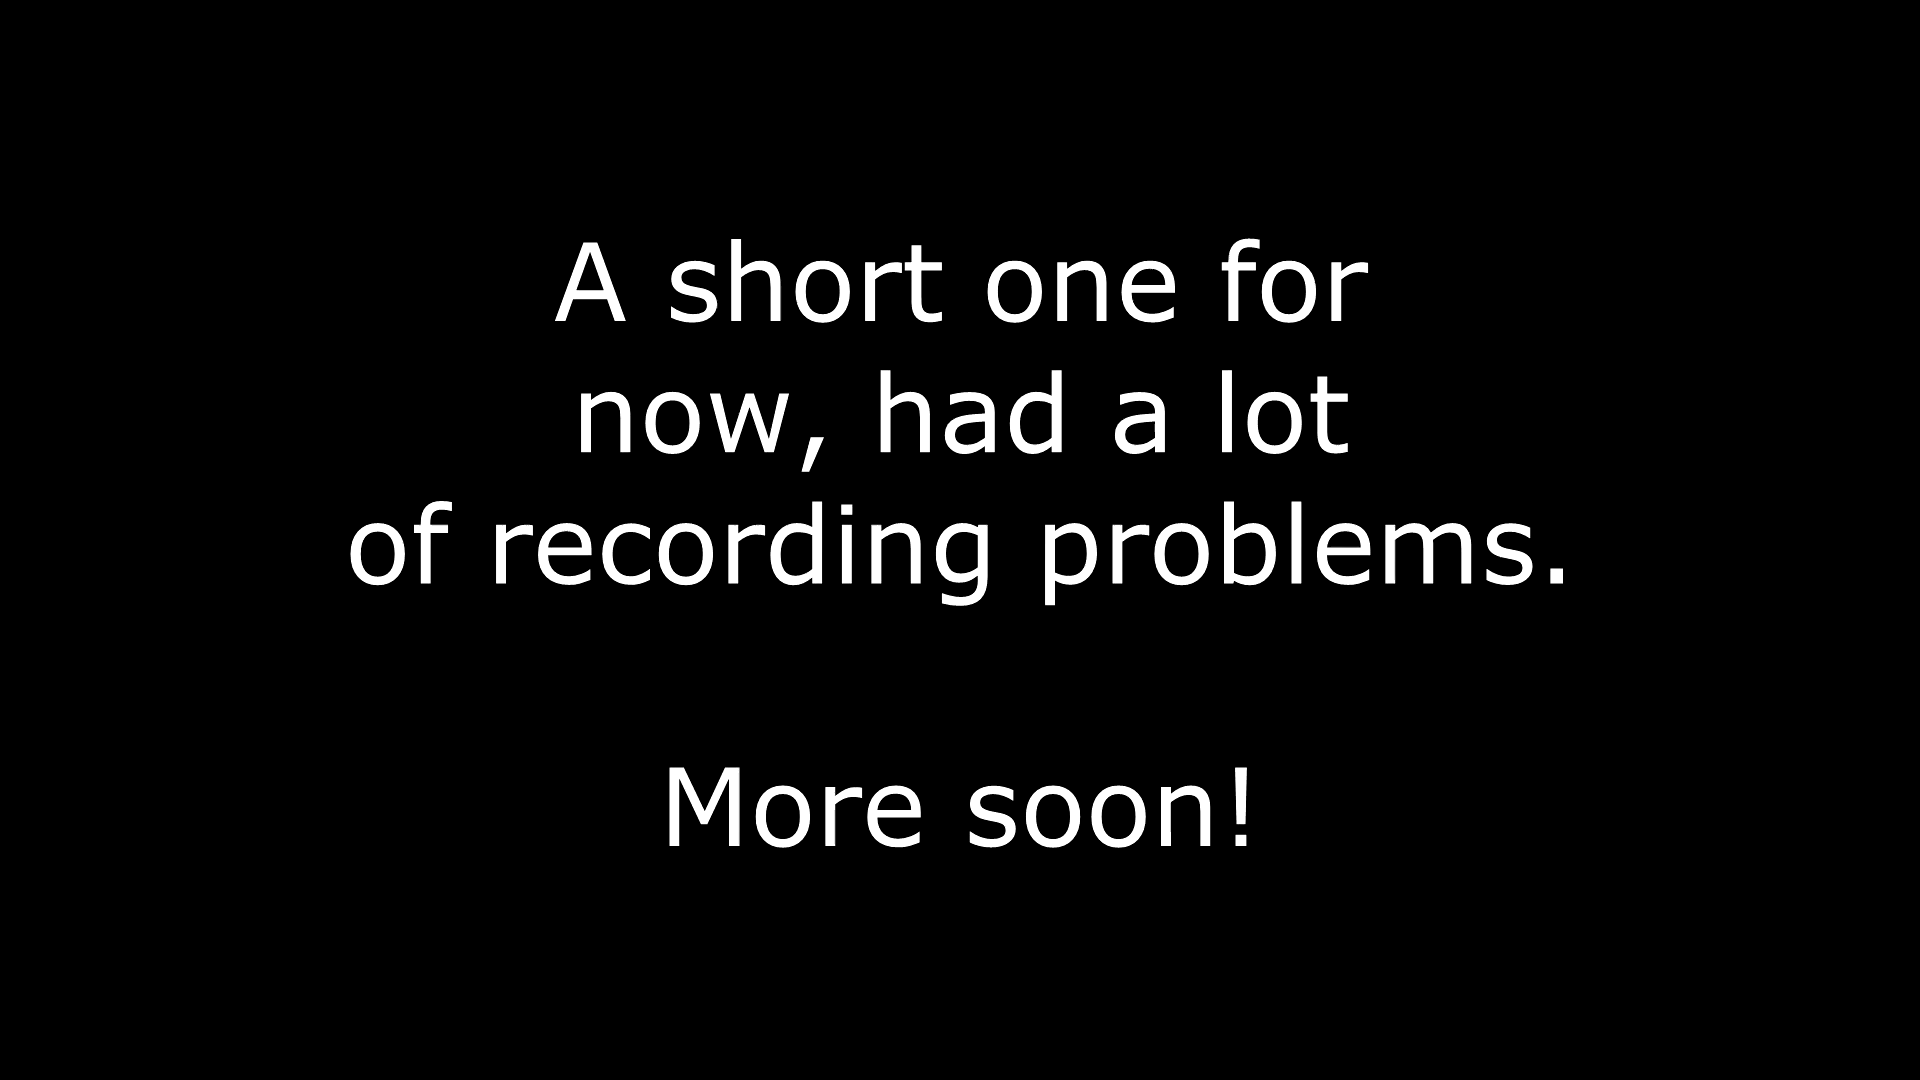 A short one for
now, had a lot
of recording problems.
More soon!